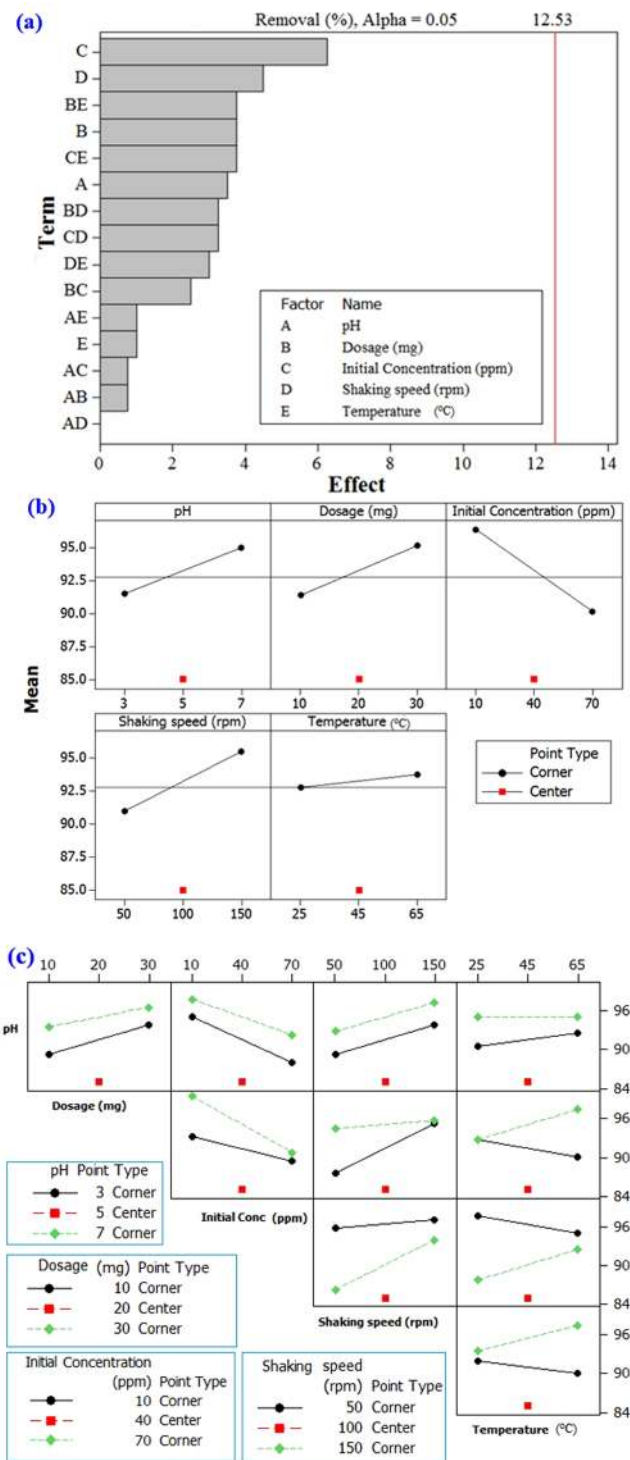 (a)
Removal (%), Alpha = 0.05 12.53
C
D
BE
B
CE
A
BD
CD
DE
BC
AE
E
AC
AB
AD
Term
Factor Name
A pH
B Dosage (mg)
C Initial Concentration (ppm)
D Shaking speed (rpm)
E Temperature (ºC)
0 2 4 6 8 10 12 14
Effect
(b)
pH Dosage (mg) Initial Concentration (ppm)
95.0
92.5
90.0
87.5
85.0
3 5 7 10 20 30 10 40 70
Mean
Shaking speed (rpm) Temperature (ºC)
95.0
92.5
90.0
87.5
85.0
50 100 150 25 45 65
Point Type
Corner
Center
(c)
10 20 30 10 40 70 50 100 150 25 45 65
pH
96
90
84
Dosage (mg)
96
90
84
Initial Conc (ppm)
96
90
84
Shaking speed (rpm)
96
90
84
Temperature (ºC)
pH Point Type
3 Corner
5 Center
7 Corner
Dosage (mg) Point Type
10 Corner
20 Center
30 Corner
Initial Concentration
(ppm) Point Type
10 Corner
40 Center
70 Corner
Shaking speed
(rpm) Point Type
50 Corner
100 Center
150 Corner